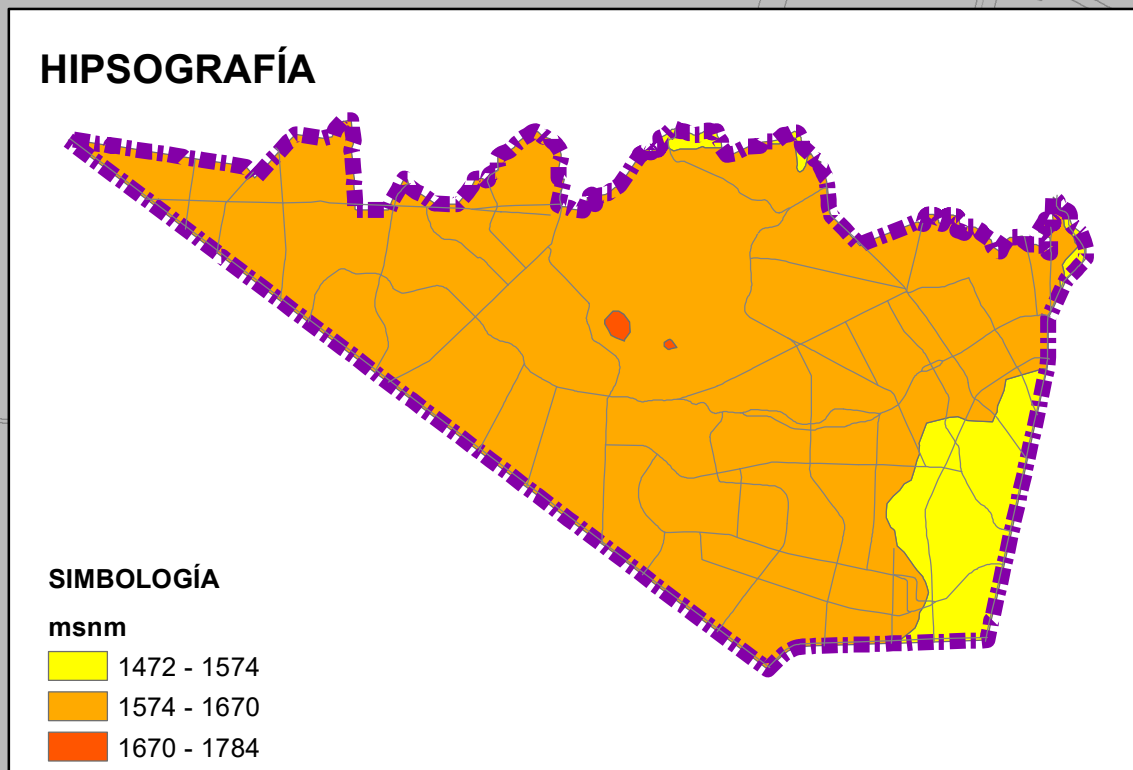 HIPSOGRAFÍA
SIMBOLOGÍA
msnm
1472 - 1574
1574 - 1670
1670 - 1784